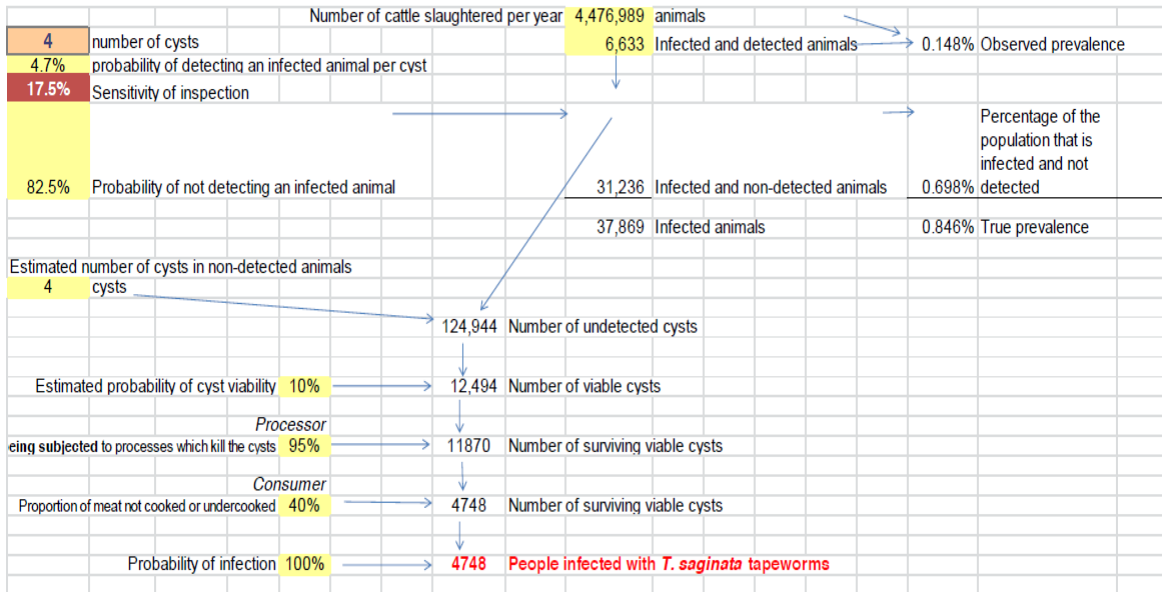 Number of cattle slaughtered per year 4,476,989 animals
4 number of cysts 6,633 Infected and detected animals 0.148% Observed prevalence
4.7% probability of detecting an infected animal per cyst
17.5% Sensitivity of inspection
Percentage of the
population that is
infected and not
82.5% Probability of not detecting an infected animal 31,236 Infected and non-detected animals 0.698% detected
37,869 Infected animals 0.846% True prevalence
Estimated number of cysts in non-detected animals
4 cysts
124,944 Number of undetected cysts
Estimated probability of cyst viability 10% 12,494 Number of viable cysts
Processor
eing subjected to processes which kill the cysts 95% 11870 Number of surviving viable cysts
Consumer
Proportion of meat not cooked or undercooked 40% 4748 Number of surviving viable cysts
Probability of infection 100% 4748 People infected with T. saginata tapeworms